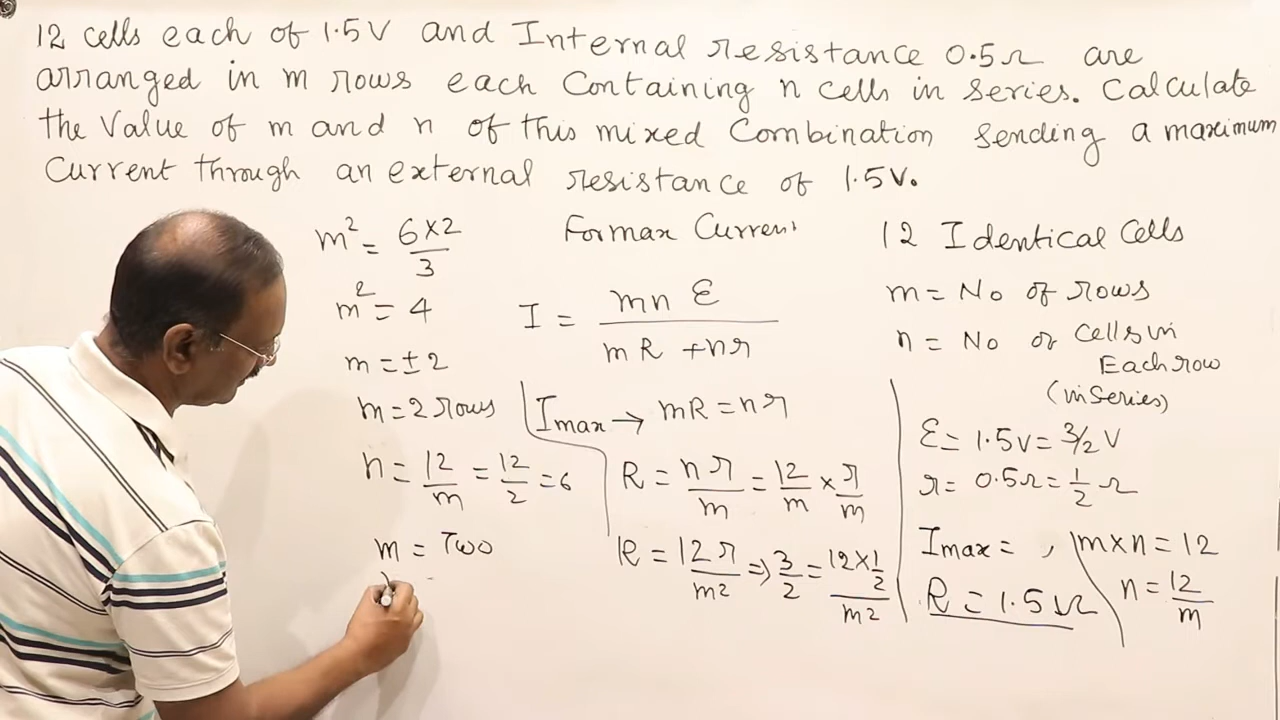 12 cells each of 1.5V and Internal resistance 0.5Ω are
arranged in m rows each Containing n cells in series. Calculate
the Value of m and n of this mixed Combination sending a maximum
Current through an external resistance of 1.5V.
m² = 6×2/3
m² = 4
m = ±2
m = 2 rows
n = 12/m = 12/2 = 6
m = Two
For max Current
I = mn ε / mR + nr
Imax → mR = nr
R = nr/m = 12/m × r/m
R = 12r/m² ⇒ 3/2 = 12×1/2 / m²
12 Identical Cells
m = No of rows
n = No of cells in
Each row
(in series)
ε = 1.5V = 3/2 V
r = 0.5Ω = 1/2 Ω
Imax = , m×n = 12
R = 1.5Ω
n = 12/m